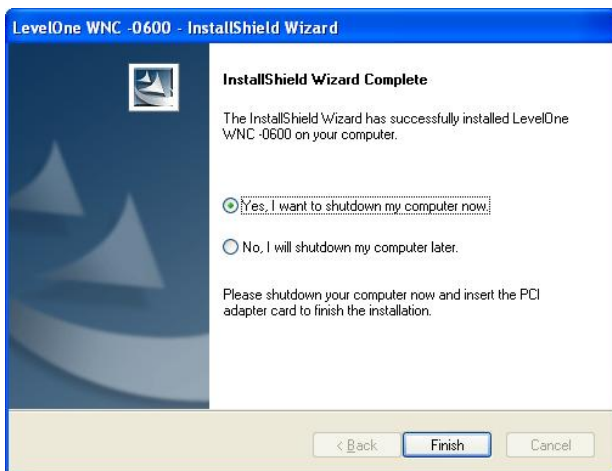 LevelOne WNC -0600 - InstallShield Wizard
InstallShield Wizard Complete
The InstallShield Wizard has successfully installed LevelOne
WNC -0600 on your computer.
Yes, I want to shutdown my computer now.
No, I will shutdown my computer later.
Please shutdown your computer now and insert the PCI
adapter card to finish the installation.
< Back
Finish
Cancel